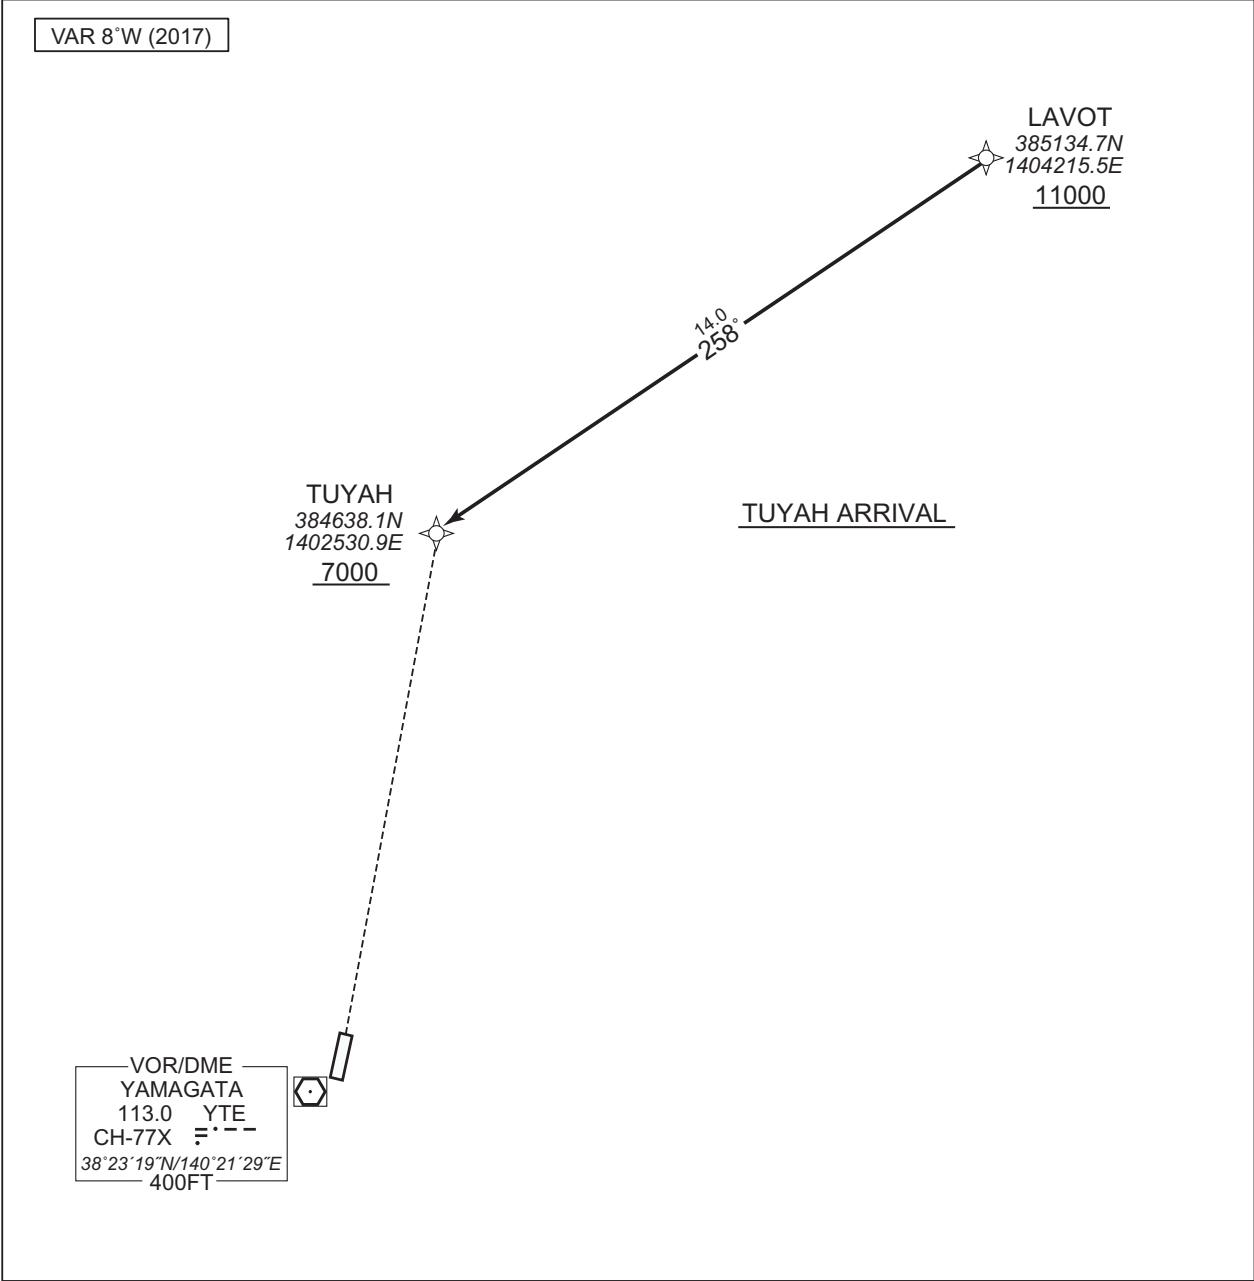 VAR 8°W (2017)
LAVOT
385134.7N
1404215.5E
11000
14.0
258°
TUYAH
384638.1N
1402530.9E
7000
TUYAH ARRIVAL
VOR/DME
YAMAGATA
113.0 YTE
CH-77X
38°23´19˝N/140°21´29˝E
400FT